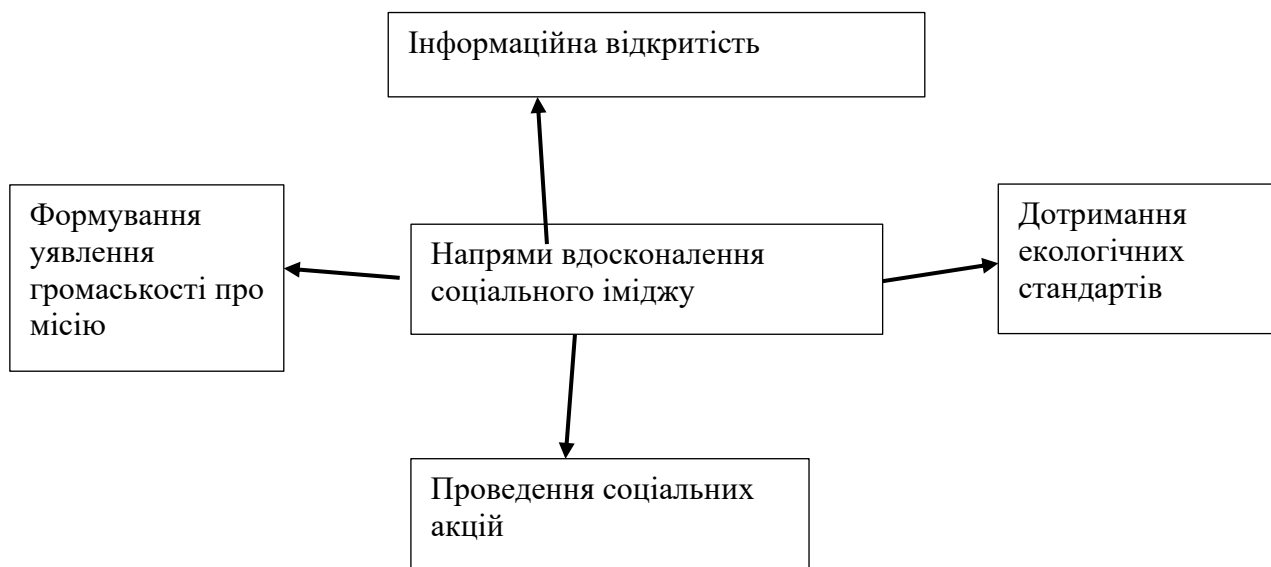 Інформаційна відкритість
Формування
уявлення
громаськості про
місію
Напрями вдосконалення
соціального іміджу
Дотримання
екологічних
стандартів
Проведення соціальних
акцій